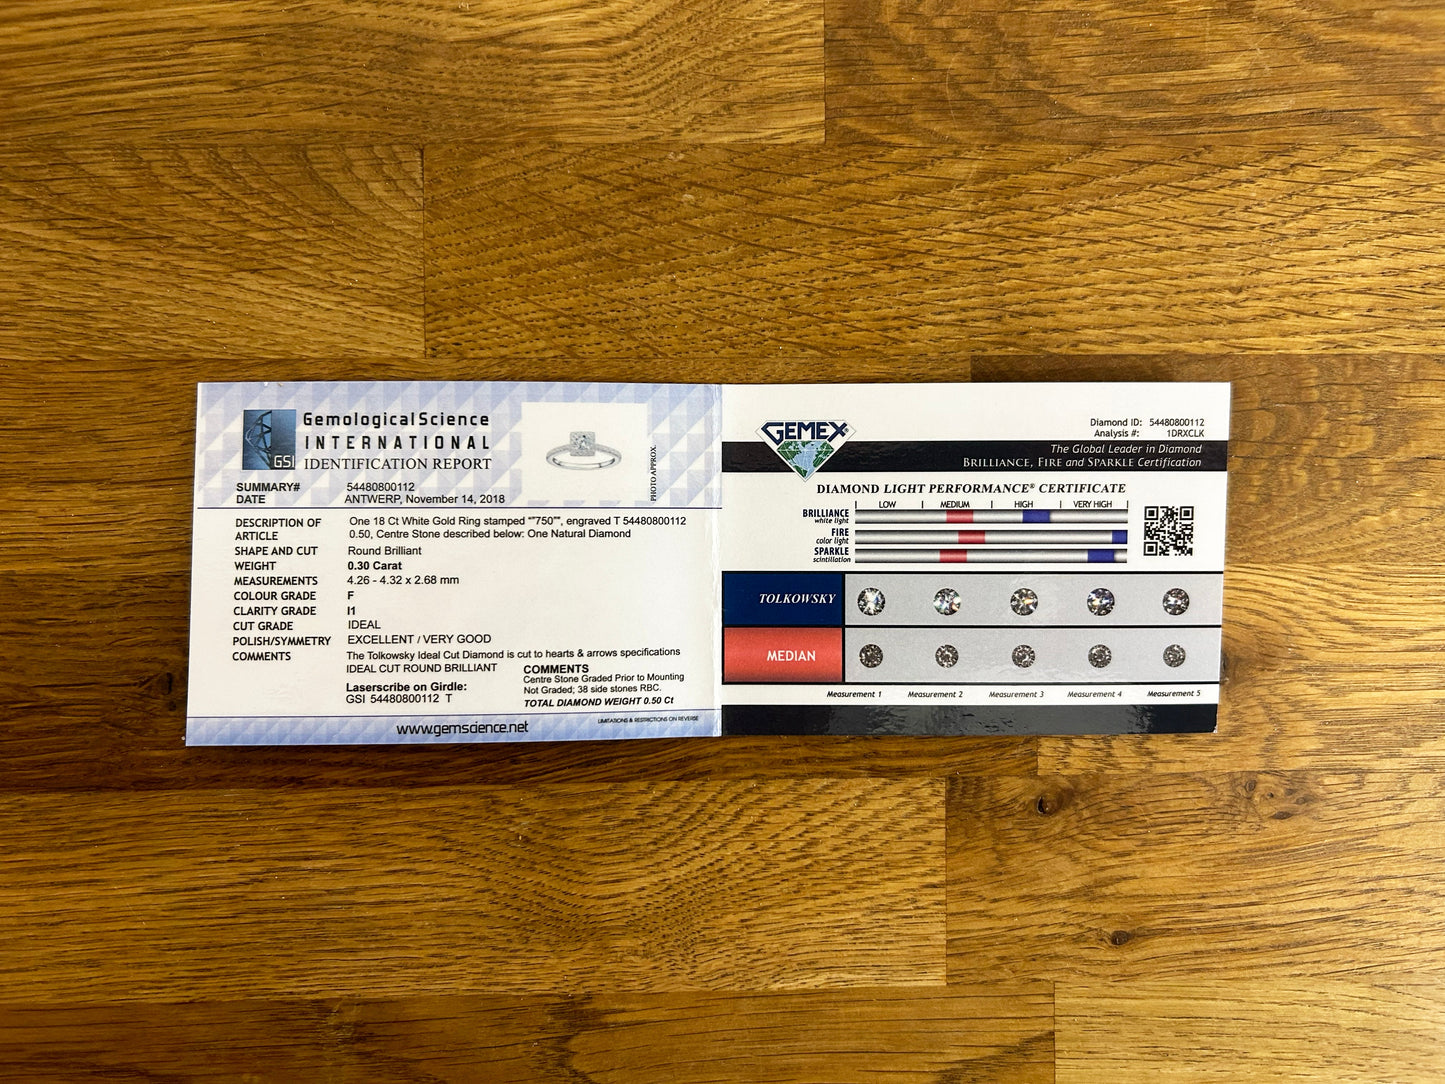 GSI
Gemological Science
INTERNATIONAL
IDENTIFICATION REPORT
PHOTO APPROX.
SUMMARY# 54480800112
DATE ANTWERP, November 14, 2018
DESCRIPTION OF ARTICLE One 18 Ct White Gold Ring stamped ""750"", engraved T 54480800112
0.50, Centre Stone described below: One Natural Diamond
SHAPE AND CUT Round Brilliant
WEIGHT 0.30 Carat
MEASUREMENTS 4.26 - 4.32 x 2.68 mm
COLOUR GRADE F
CLARITY GRADE I1
CUT GRADE IDEAL
POLISH/SYMMETRY EXCELLENT / VERY GOOD
COMMENTS The Tolkowsky Ideal Cut Diamond is cut to hearts & arrows specifications
IDEAL CUT ROUND BRILLIANT
Laserscribe on Girdle:
GSI 54480800112 T
COMMENTS
Centre Stone Graded Prior to Mounting
Not Graded; 38 side stones RBC.
TOTAL DIAMOND WEIGHT 0.50 Ct
www.gemscience.net
LIMITATIONS & RESTRICTIONS ON REVERSE
GEMEX®
Diamond ID: 54480800112
Analysis #: 1DRXCLK
The Global Leader in Diamond
BRILLIANCE, FIRE and SPARKLE Certification
DIAMOND LIGHT PERFORMANCE® CERTIFICATE
LOW MEDIUM HIGH VERY HIGH
BRILLIANCE
white light
FIRE
color light
SPARKLE
scintillation
TOLKOWSKY
MEDIAN
Measurement 1 Measurement 2 Measurement 3 Measurement 4 Measurement 5